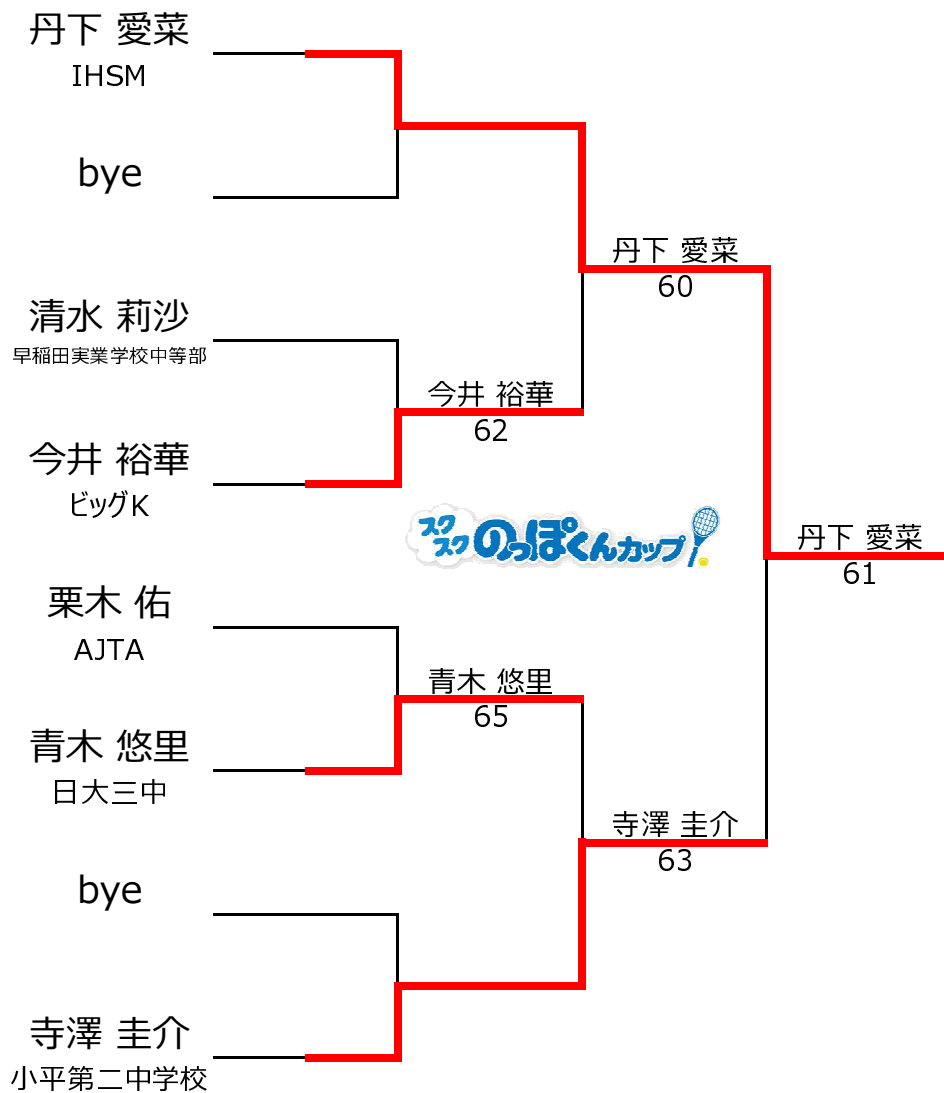 丹下 愛菜
IHSM
bye
丹下 愛菜
60
清水 莉沙
早稲田実業学校中等部
今井 裕華
62
今井 裕華
ビッグK
スクスクのっぽくんカップ
丹下 愛菜
61
栗木 佑
AJTA
青木 悠里
65
青木 悠里
日大三中
寺澤 圭介
63
bye
寺澤 圭介
小平第二中学校